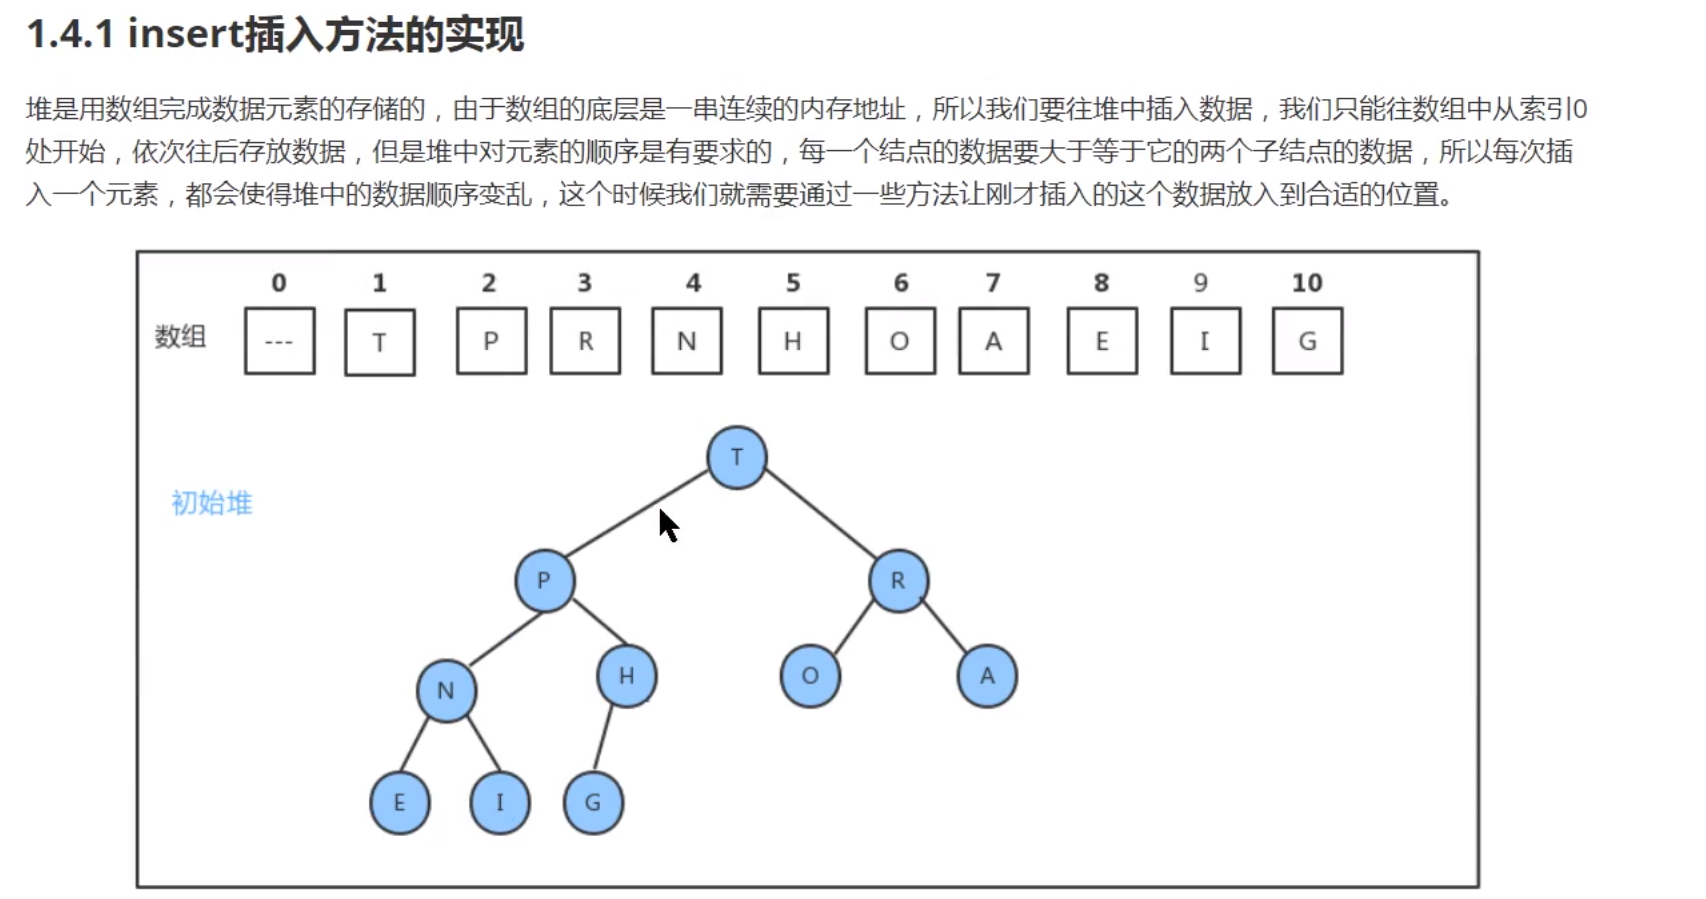 1.4.1 insert插入方法的实现
堆是用数组完成数据元素的存储的，由于数组的底层是一串连续的内存地址，所以我们要往堆中插入数据，我们只能往数组中从索引0
处开始，依次往后存放数据，但是堆中对元素的顺序是有要求的，每一个结点的数据要大于等于它的两个子结点的数据，所以每次插
入一个元素，都会使得堆中的数据顺序变乱，这个时候我们就需要通过一些方法让刚才插入的这个数据放入到合适的位置。
0 1 2 3 4 5 6 7 8 9 10
数组 --- T P R N H O A E I G
T
初始堆
P R
N H O A
E I G